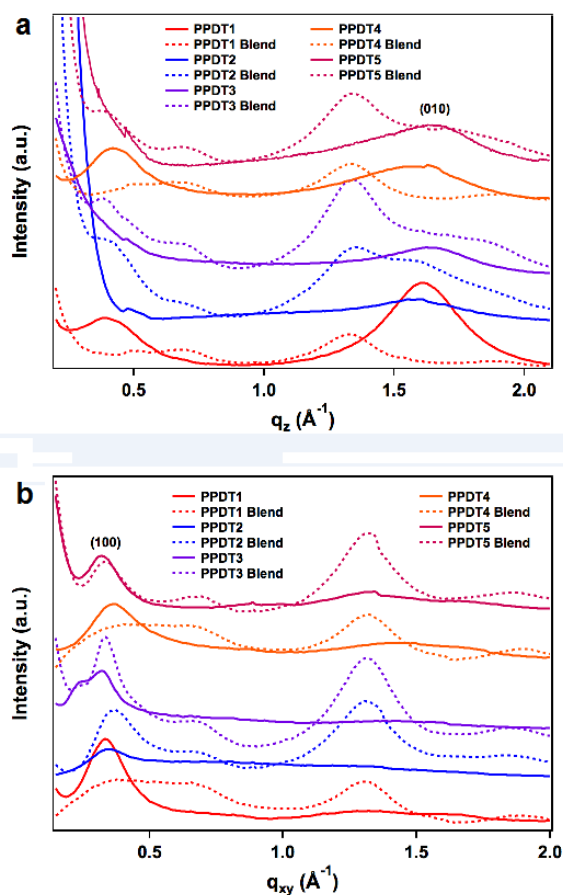 a
PPDT1
PPDT1 Blend
PPDT2
PPDT2 Blend
PPDT3
PPDT3 Blend
PPDT4
PPDT4 Blend
PPDT5
PPDT5 Blend
(010)
Intensity (a.u.)
0.5
1.0
1.5
2.0
qz (Å-1)
b
PPDT1
PPDT1 Blend
PPDT2
PPDT2 Blend
PPDT3
PPDT3 Blend
PPDT4
PPDT4 Blend
PPDT5
PPDT5 Blend
(100)
Intensity (a.u.)
0.5
1.0
1.5
2.0
qxy (Å-1)